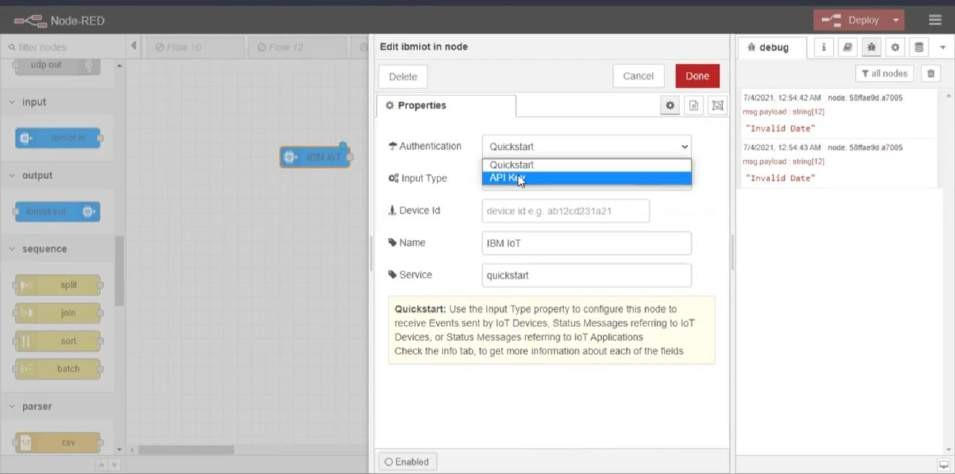 Node-RED
Deploy
filter nodes
Flow 10
Flow 12
udp out
input
ibmiot in
output
ibmiot out
sequence
split
join
sort
batch
parser
csv
IBM IoT
Edit ibmiot in node
Delete
Cancel
Done
Properties
Authentication
Quickstart
Quickstart
API Key
Input Type
Device Id
device id e.g. ab12cd231a21
Name
IBM IoT
Service
quickstart
Quickstart: Use the Input Type property to configure this node to
receive Events sent by IoT Devices, Status Messages referring to IoT
Devices, or Status Messages referring to IoT Applications
Check the info tab, to get more information about each of the fields
Enabled
debug
i
all nodes
7/4/2021, 12:54:42 AM node: 58ffae9d.a7005
msg.payload : string[12]
"Invalid Date"
7/4/2021, 12:54:43 AM node: 58ffae9d.a7005
msg.payload : string[12]
"Invalid Date"